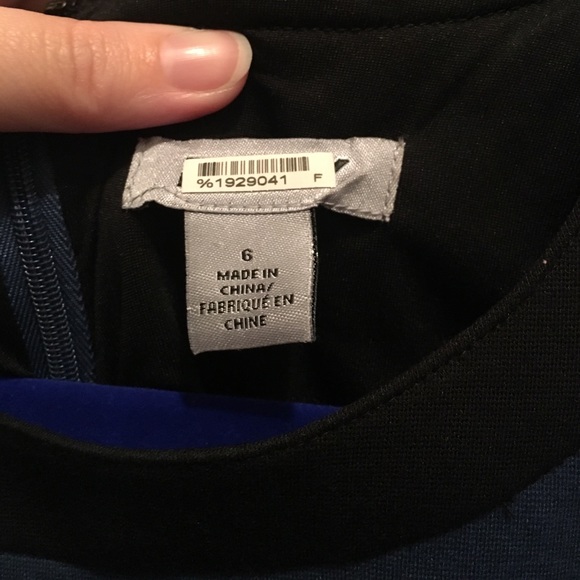 %1929041 F
6
MADE IN
CHINA/
FABRIQUÉ EN
CHINE